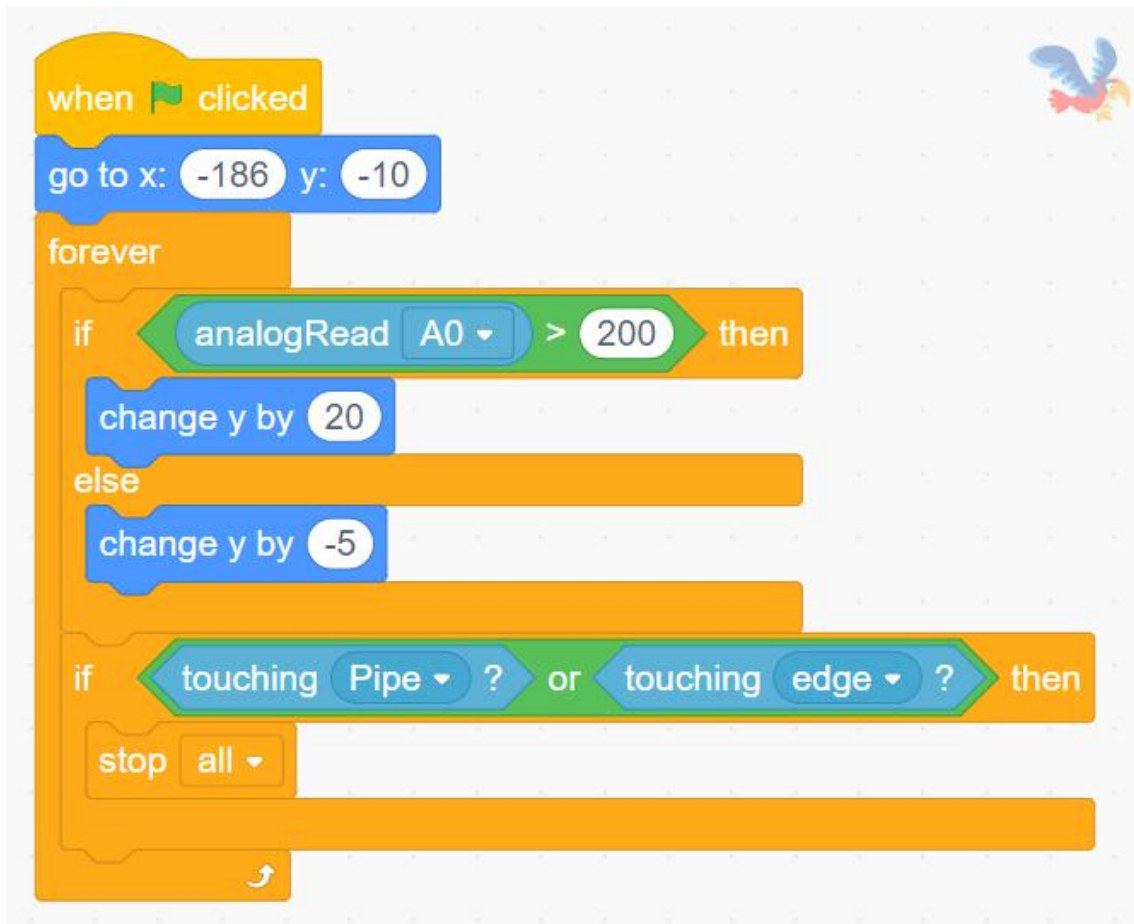 when clicked
go to x: -186 y: -10
forever
if analogRead A0 > 200 then
change y by 20
else
change y by -5
if touching Pipe ? or touching edge ? then
stop all